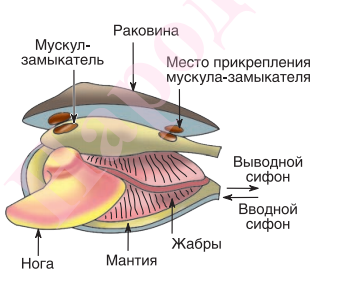 Раковина
Мускул-
замыкатель
Место прикрепления
мускула-замыкателя
Выводной
сифон
Вводной
сифон
Жабры
Мантия
Нога